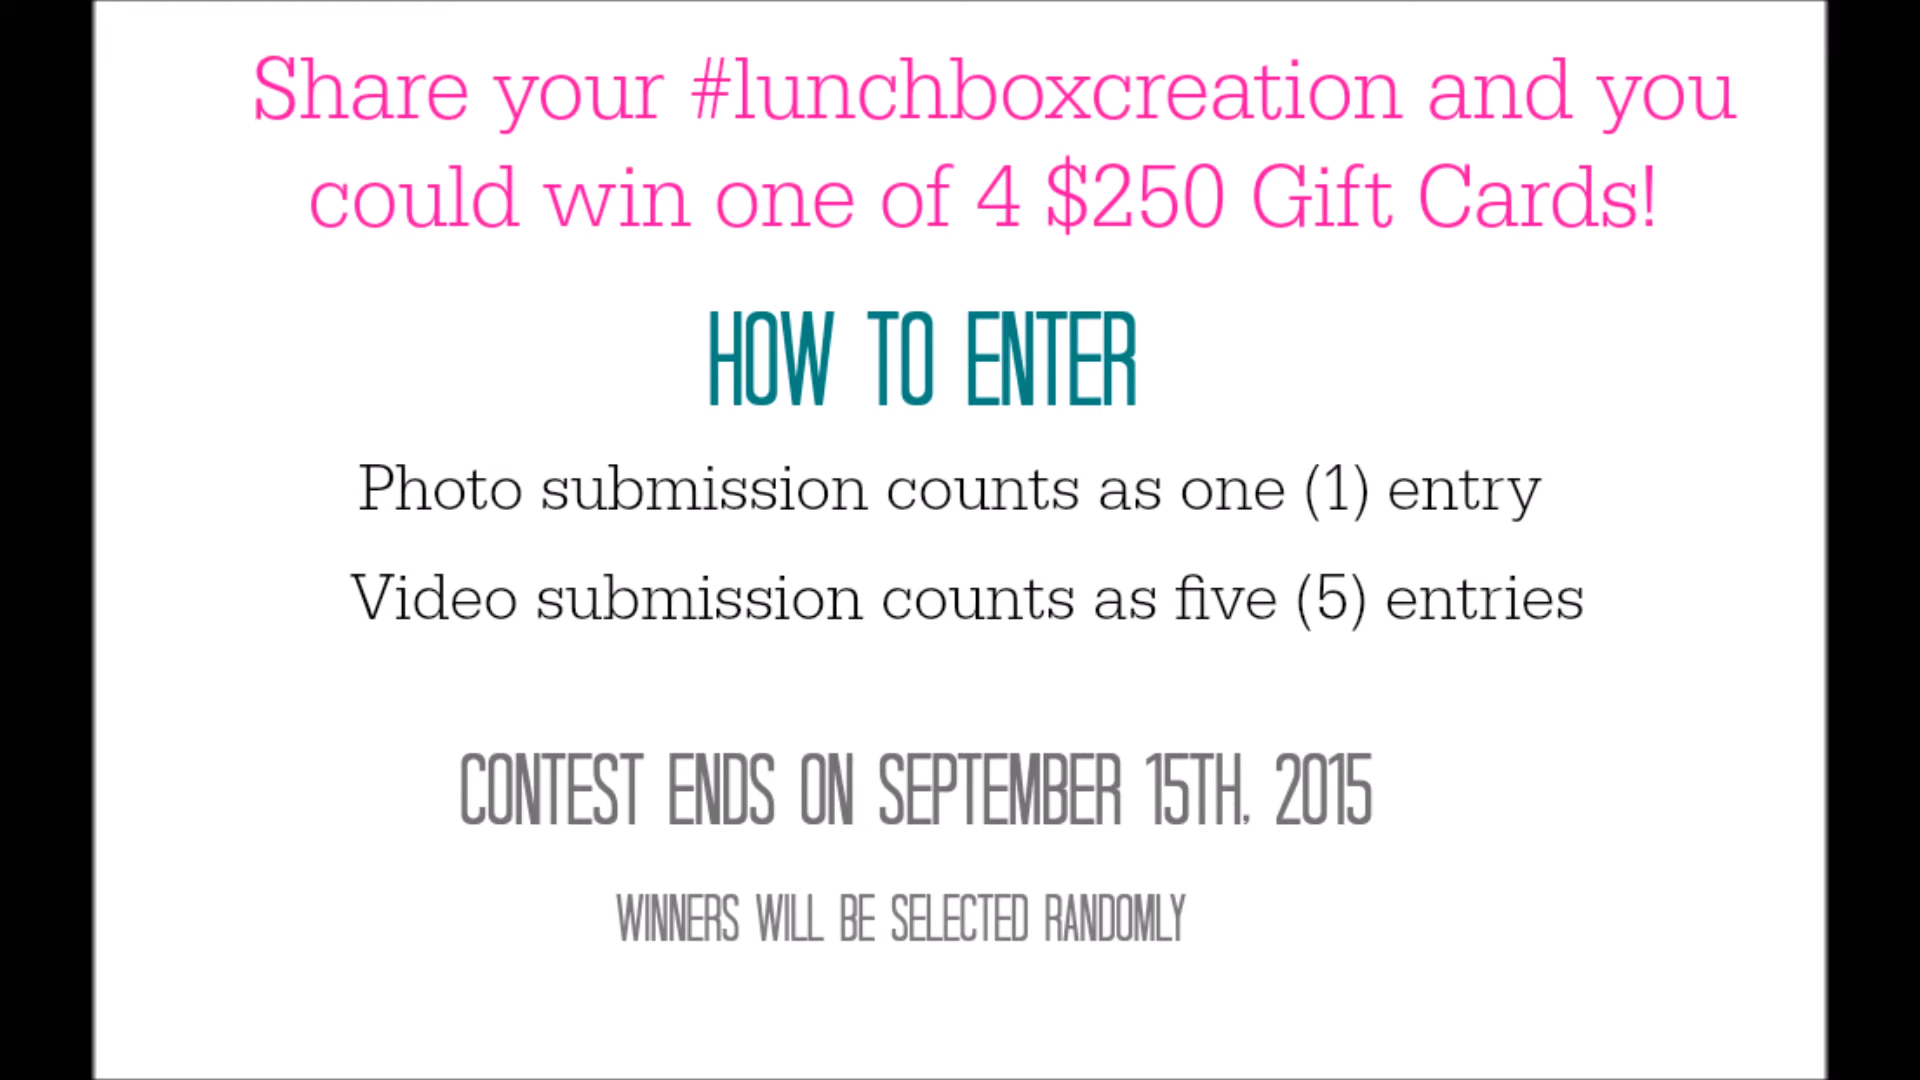 Share your #lunchboxcreation and you
could win one of 4 $250 Gift Cards!
HOW TO ENTER
Photo submission counts as one (1) entry
Video submission counts as five (5) entries
CONTEST ENDS ON SEPTEMBER 15TH, 2015
WINNERS WILL BE SELECTED RANDOMLY